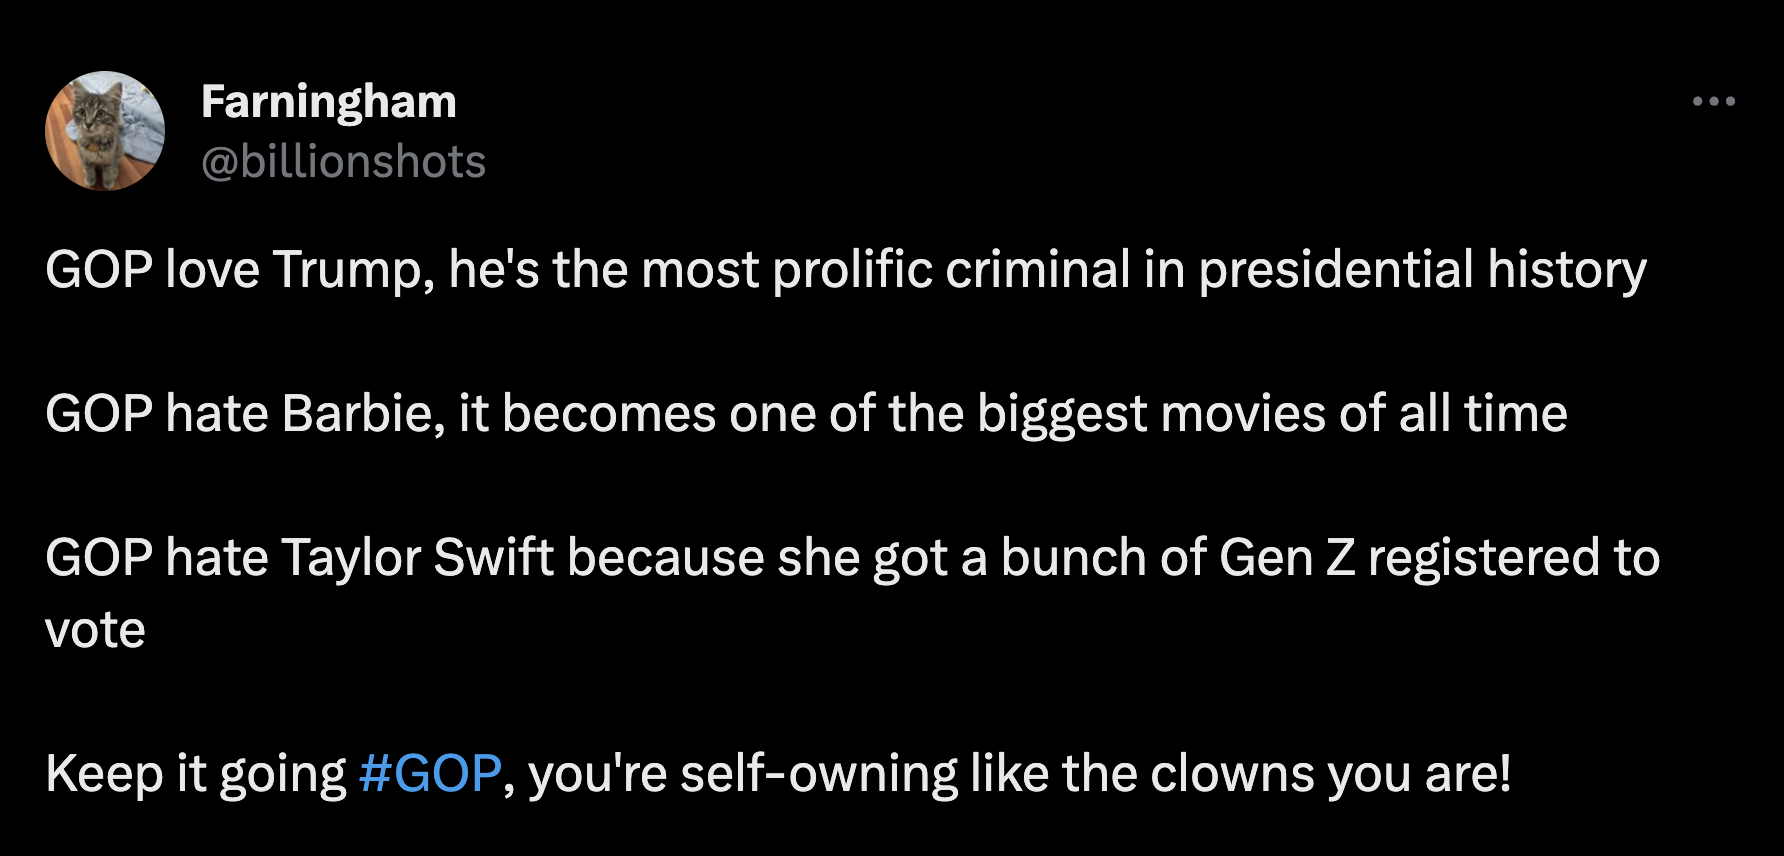 Farningham
@billionshots
GOP love Trump, he's the most prolific criminal in presidential history
GOP hate Barbie, it becomes one of the biggest movies of all time
GOP hate Taylor Swift because she got a bunch of Gen Z registered to
vote
Keep it going #GOP, you're self-owning like the clowns you are!